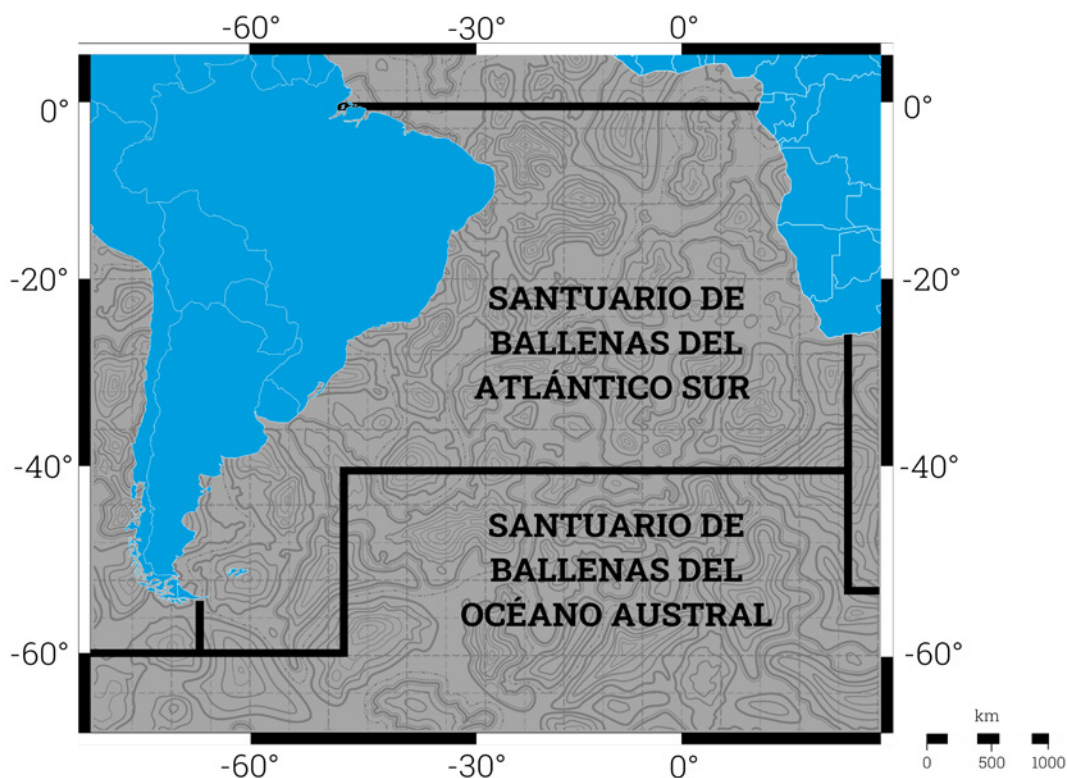 -60° -30° 0°
0° 0°
-20° -20°
SANTUARIO DE
BALLENAS DEL
ATLÁNTICO SUR
-40° -40°
SANTUARIO DE
BALLENAS DEL
OCÉANO AUSTRAL
-60° -60°
km
0 500 1000
-60° -30° 0°